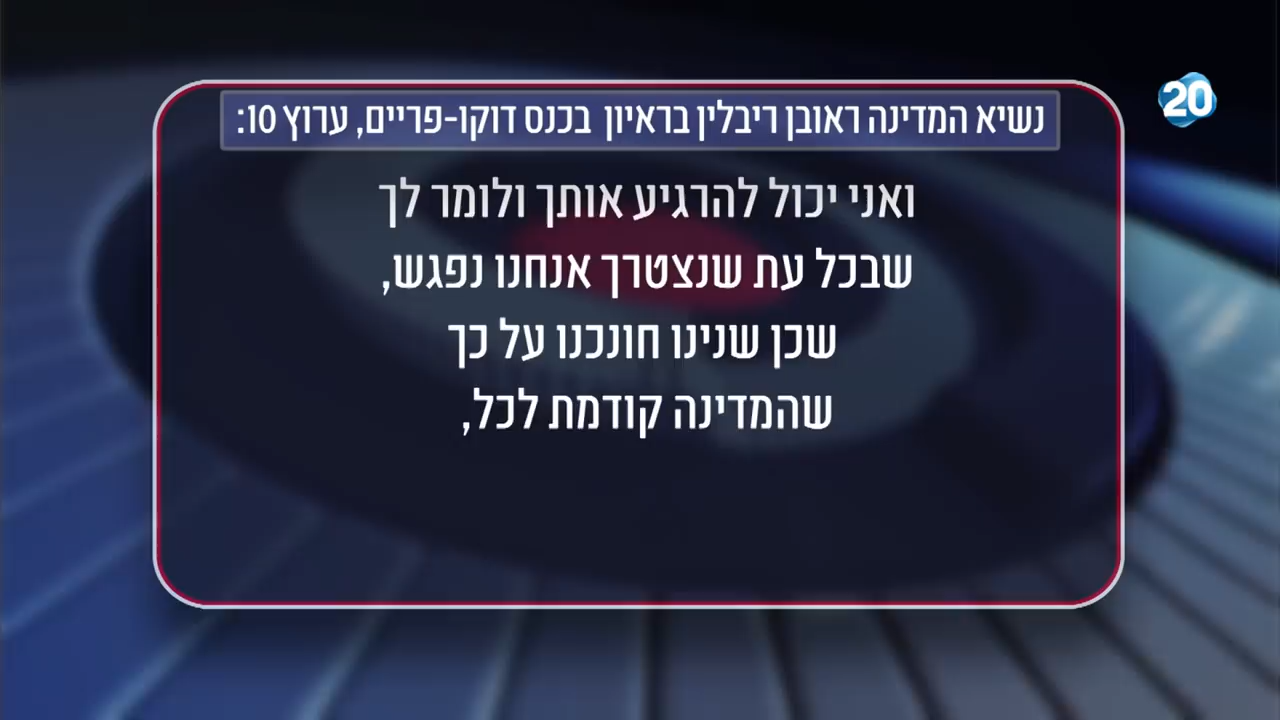 20
נשיא המדינה ראובן ריבלין בראיון בכנס דוקו-פריים, ערוץ 10:
ואני יכול להרגיע אותך ולומר לך
שבכל עת שנצטרך אנחנו נפגש,
שכן שנינו חונכנו על כך
שהמדינה קודמת לכל,